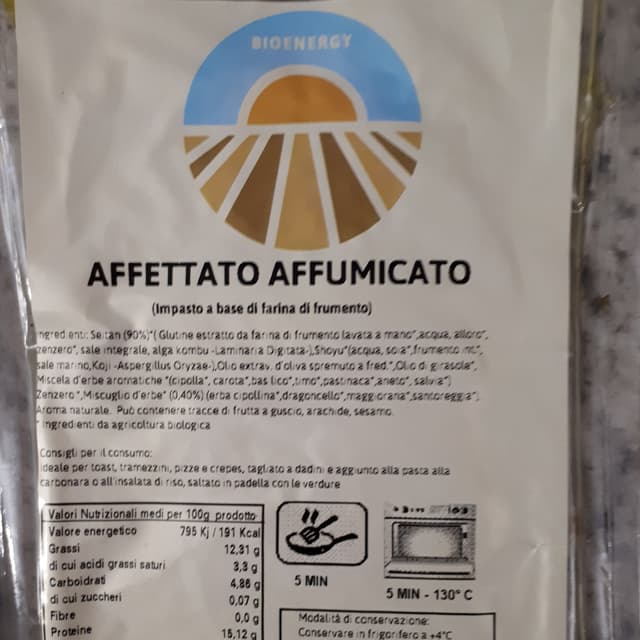 BIOENERGY
AFFETTATO AFFUMICATO
(Impasto a base di farina di frumento)
Ingredienti: Seitan (90%)*( Glutine estratto da farina di frumento lavata a mano*,acqua, alloro*,
zenzero*, sale integrale, alga kombu -Laminaria Digitata-),Shoyu*(acqua, soia*,frumento int*,
sale marino,Koji -Aspergillus Oryzae-),Olio extrav. d'oliva spremuto a fred.*,Olio di girasole*,
Miscela d'erbe aromatiche *(cipolla*, carota*,basilico*,timo*,pastinaca*,aneto*, salvia*)
Zenzero *,Miscuglio d'erbe* (0,40%) (erba cipollina*,dragoncello*,maggiorana*,santoreggia*)
Aroma naturale. Può contenere tracce di frutta a guscio, arachide, sesamo.
* Ingredienti da agricoltura biologica
Consigli per il consumo:
Ideale per toast, tramezzini, pizze e crepes, tagliato a dadini e aggiunto alla pasta alla
carbonara o all'insalata di riso, saltato in padella con le verdure
Valori Nutrizionali medi per 100g prodotto
Valore energetico 795 Kj / 191 Kcal
Grassi 12,31 g
di cui acidi grassi saturi 3,3 g
Carboidrati 4,86 g
di cui zuccheri 0,07 g
Fibre 0,0 g
Proteine 15,12 g
5 MIN
5 MIN - 130° C
Modalità di conservazione:
Conservare in frigorifero a +4°C